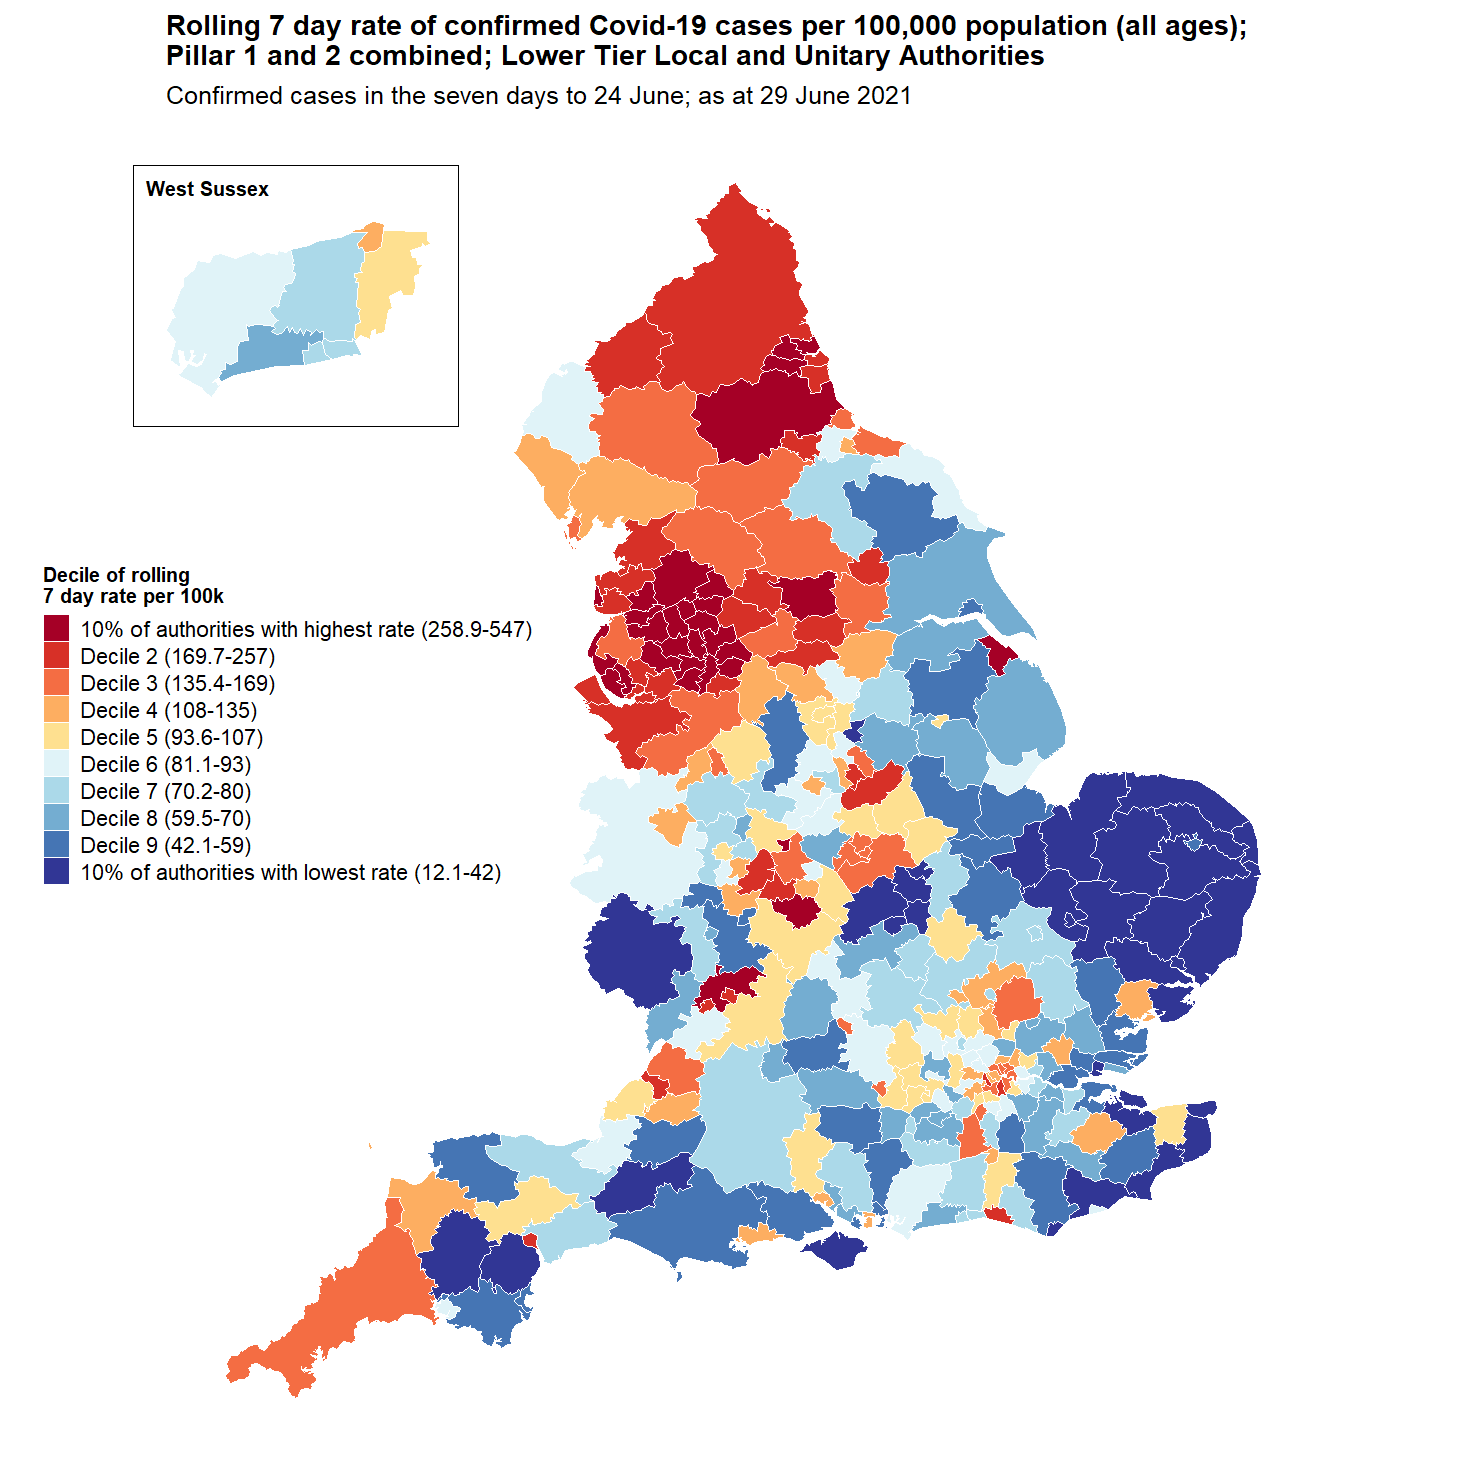 Rolling 7 day rate of confirmed Covid-19 cases per 100,000 population (all ages);
Pillar 1 and 2 combined; Lower Tier Local and Unitary Authorities
Confirmed cases in the seven days to 24 June; as at 29 June 2021
West Sussex
Decile of rolling
7 day rate per 100k
10% of authorities with highest rate (258.9-547)
Decile 2 (169.7-257)
Decile 3 (135.4-169)
Decile 4 (108-135)
Decile 5 (93.6-107)
Decile 6 (81.1-93)
Decile 7 (70.2-80)
Decile 8 (59.5-70)
Decile 9 (42.1-59)
10% of authorities with lowest rate (12.1-42)